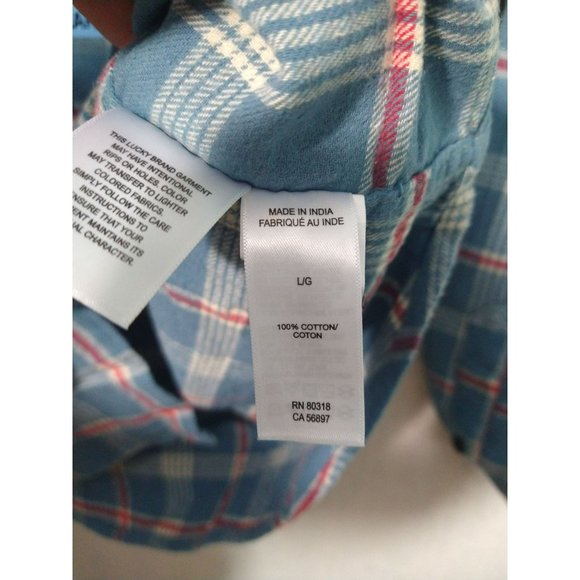 THIS LUCKY BRAND GARMENT
MAY HAVE INTENTIONAL
RIPS OR HOLES. COLOR
MAY TRANSFER TO LIGHTER
COLORED FABRICS.
SIMPLY FOLLOW THE CARE
INSTRUCTIONS TO
ENSURE THAT YOUR
MAINTAINS ITS
CHARACTER.
MADE IN INDIA
FABRIQUÉ AU INDE
L/G
100% COTTON/
COTON
RN 80318
CA 56897